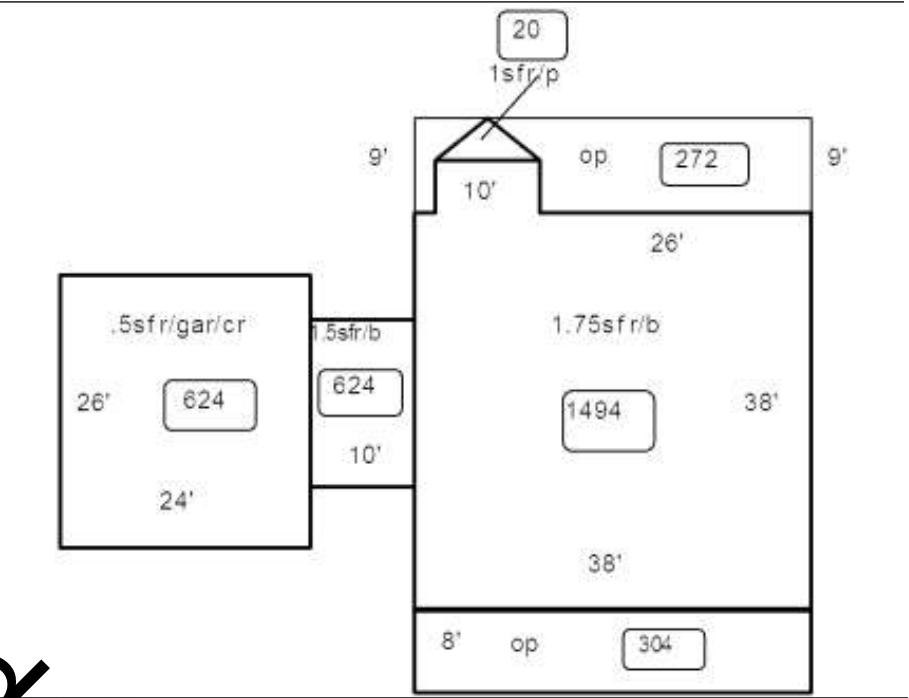 20
1sfr/p
9'
op
272
9'
10'
26'
.5sfr/gar/cr
1.5sfr/b
1.75sfr/b
26'
624
624
1494
38'
10'
24'
38'
8'
op
304